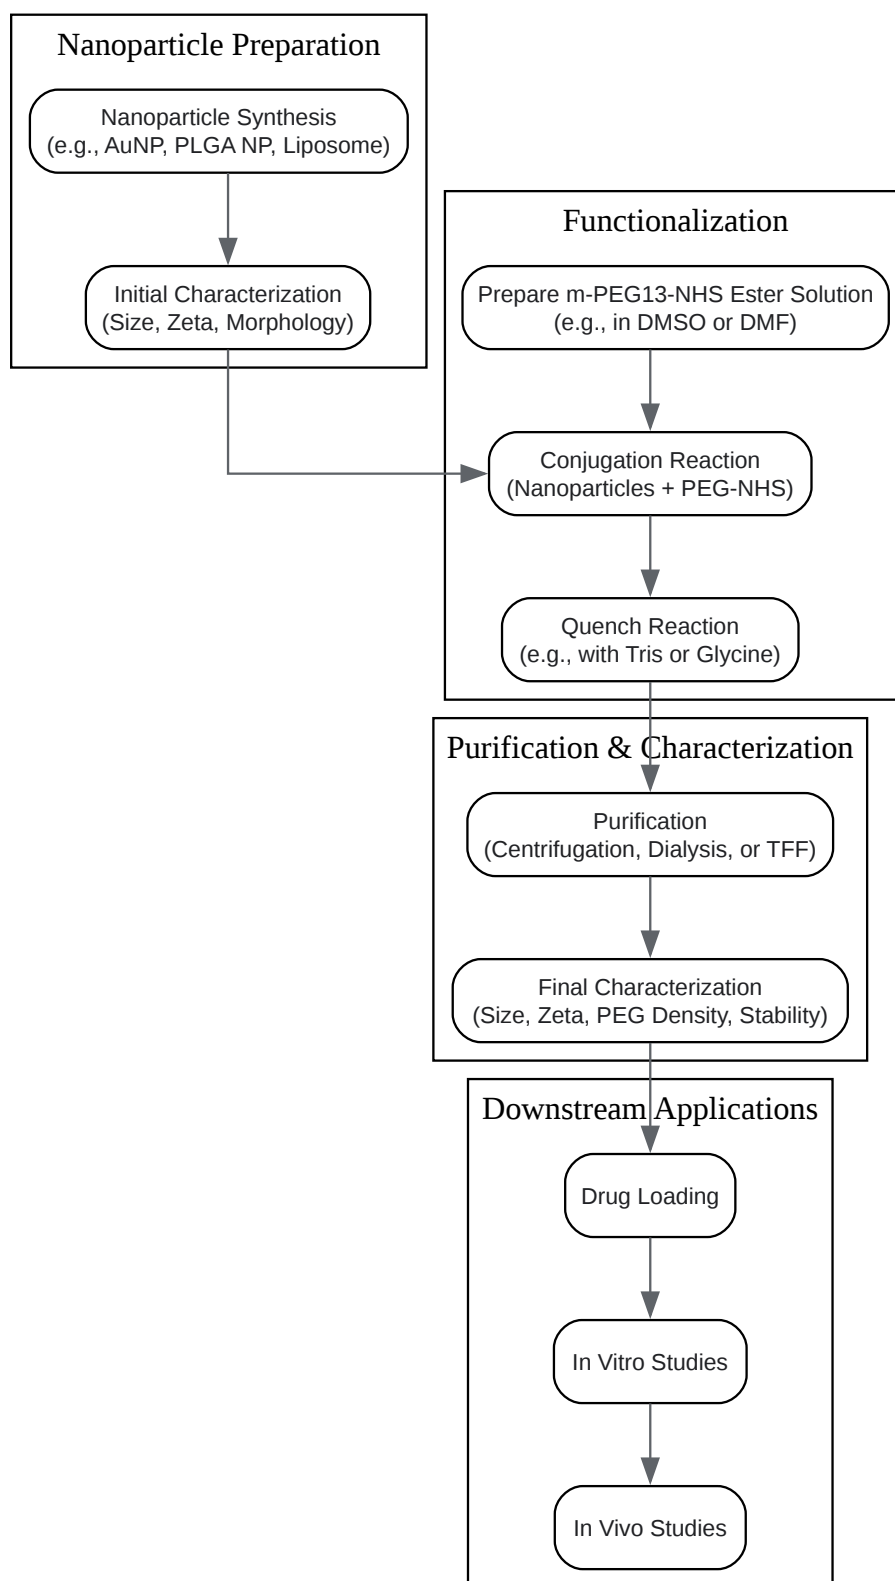 Nanoparticle Preparation
Nanoparticle Synthesis
(e.g., AuNP, PLGA NP, Liposome)
Initial Characterization
(Size, Zeta, Morphology)
Functionalization
Prepare m-PEG13-NHS Ester Solution
(e.g., in DMSO or DMF)
Conjugation Reaction
(Nanoparticles + PEG-NHS)
Quench Reaction
(e.g., with Tris or Glycine)
Purification & Characterization
Purification
(Centrifugation, Dialysis, or TFF)
Final Characterization
(Size, Zeta, PEG Density, Stability)
Downstream Applications
Drug Loading
In Vitro Studies
In Vivo Studies